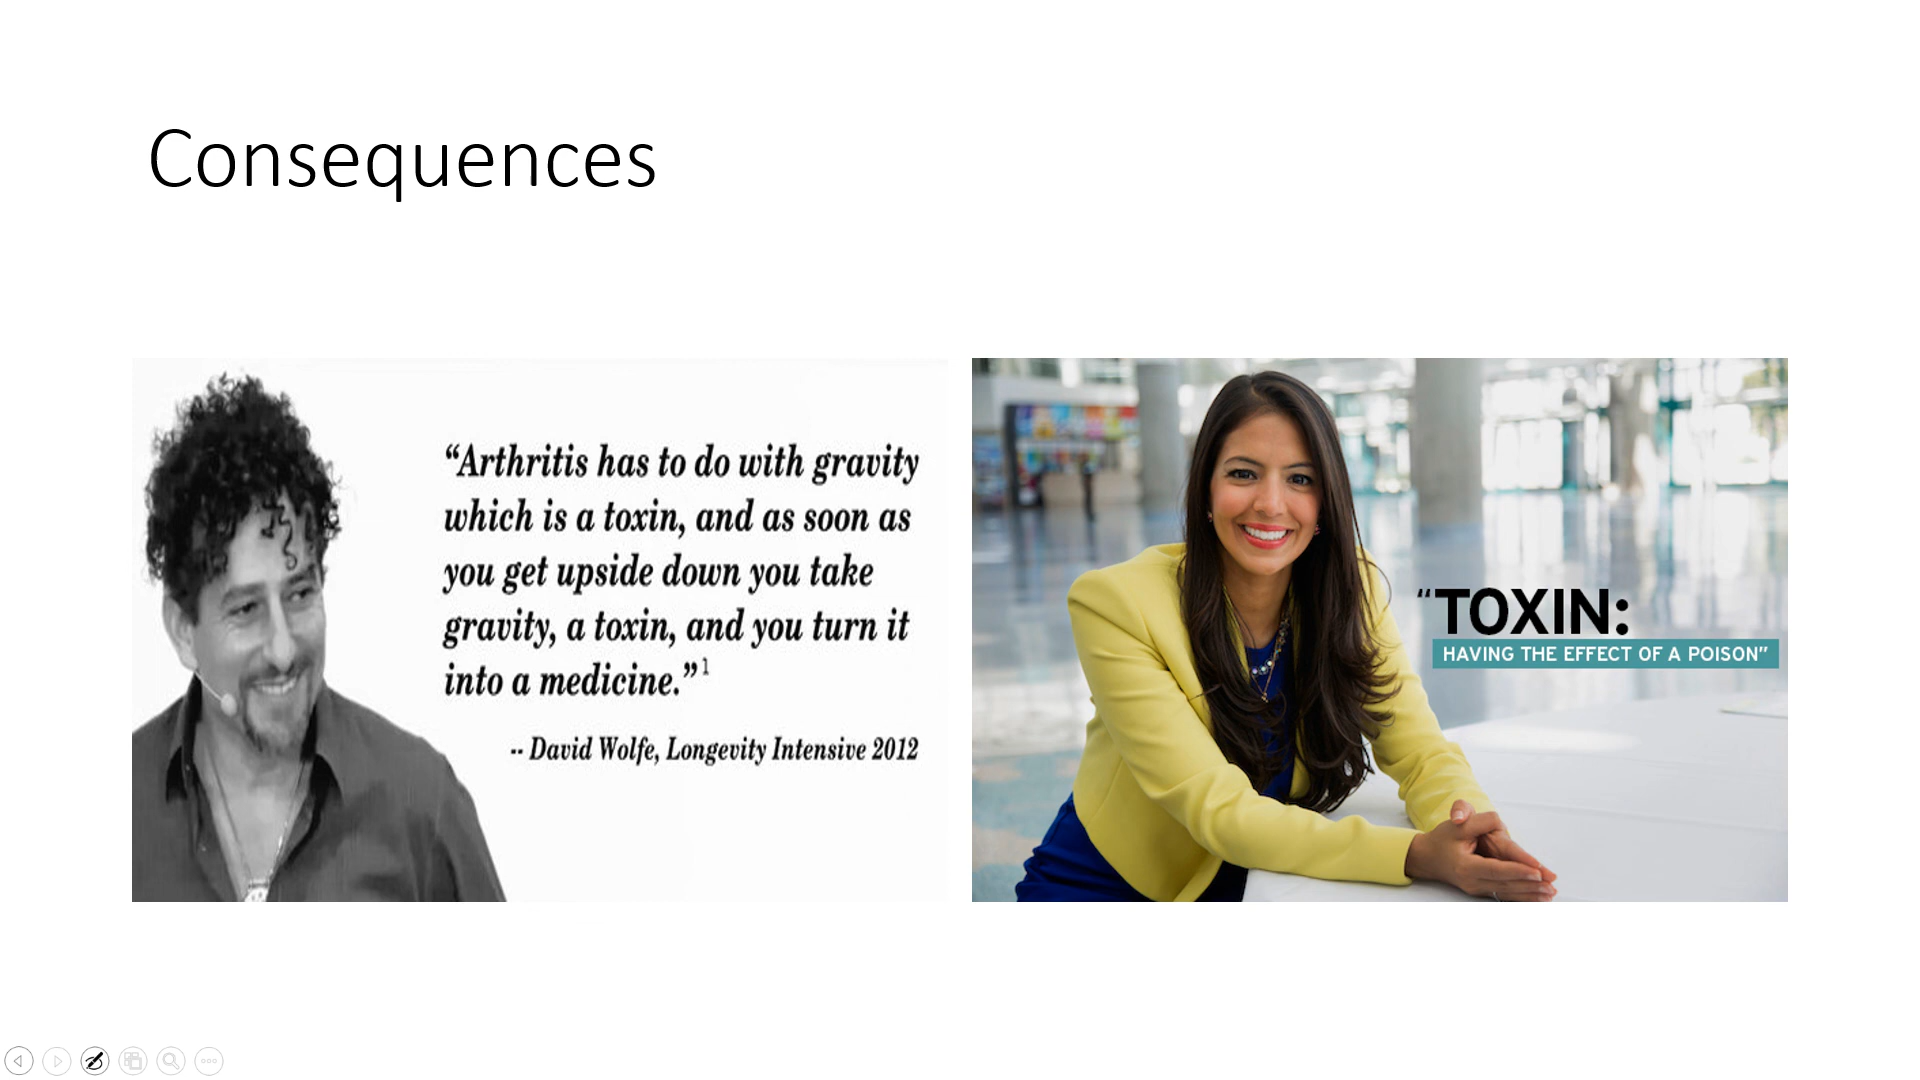 Consequences
“Arthritis has to do with gravity
which is a toxin, and as soon as
you get upside down you take
gravity, a toxin, and you turn it
into a medicine.”1
-- David Wolfe, Longevity Intensive 2012
“TOXIN:
HAVING THE EFFECT OF A POISON”